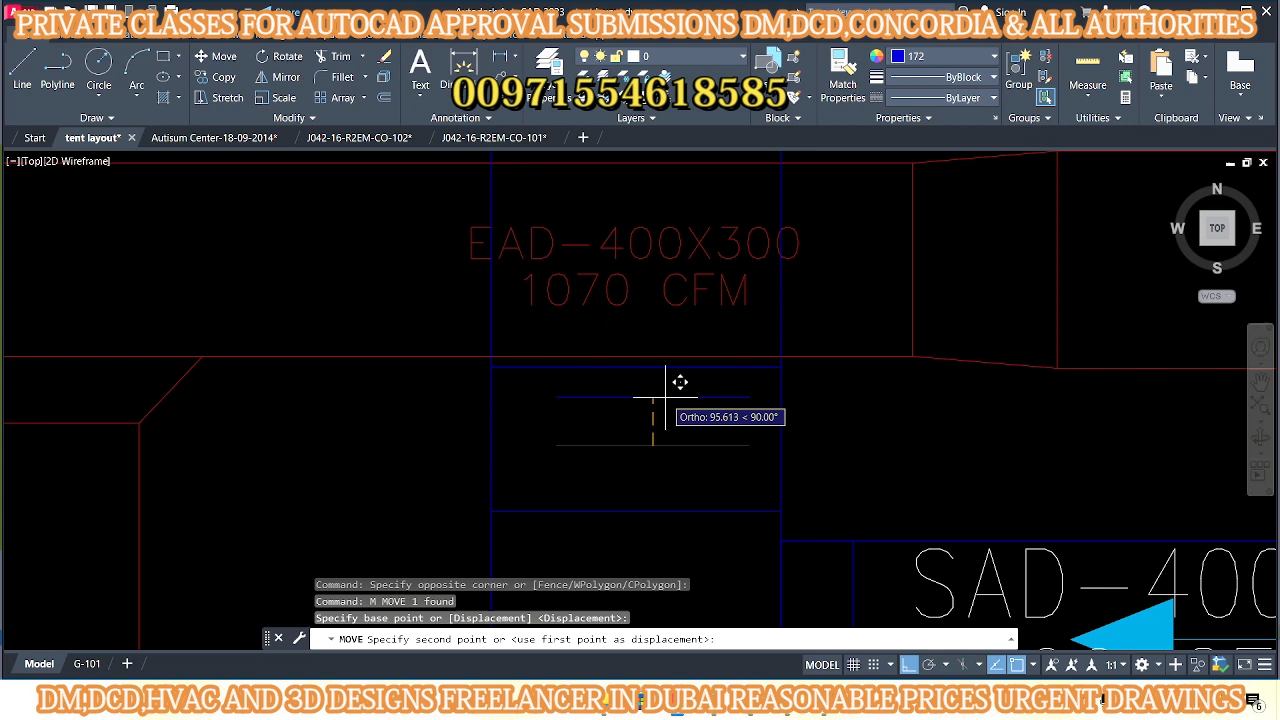 PRIVATE CLASSES FOR AUTOCAD APPROVAL SUBMISSIONS DM,DCD,CONCORDIA & ALL AUTHORITIES
Share
Sign In
Move
Rotate
Trim
0
172
Copy
Mirror
Fillet
ByBlock
Line
Polyline
Circle
Arc
Text
Match
Group
Measure
Paste
Base
Stretch
Scale
Array
Properties
ByLayer
00971554618585
Draw
Modify
Annotation
Layers
Block
Properties
Groups
Utilities
Clipboard
View
Start
tent layout*
Autisum Center-18-09-2014*
J042-16-R2EM-CO-102*
J042-16-R2EM-CO-101*
[−][Top][2D Wireframe]
N
W
TOP
E
S
WCS
EAD-400X300
1070 CFM
Ortho: 95.613 < 90.00°
SAD-400
Command: Specify opposite corner or [Fence/WPolygon/CPolygon]:
Command: M MOVE 1 found
Specify base point or [Displacement] <Displacement>:
MOVE Specify second point or <use first point as displacement>:
Model
G-101
MODEL
1:1
DM,DCD,HVAC AND 3D DESIGNS FREELANCER IN DUBAI REASONABLE PRICES URGENT DRAWINGS
6